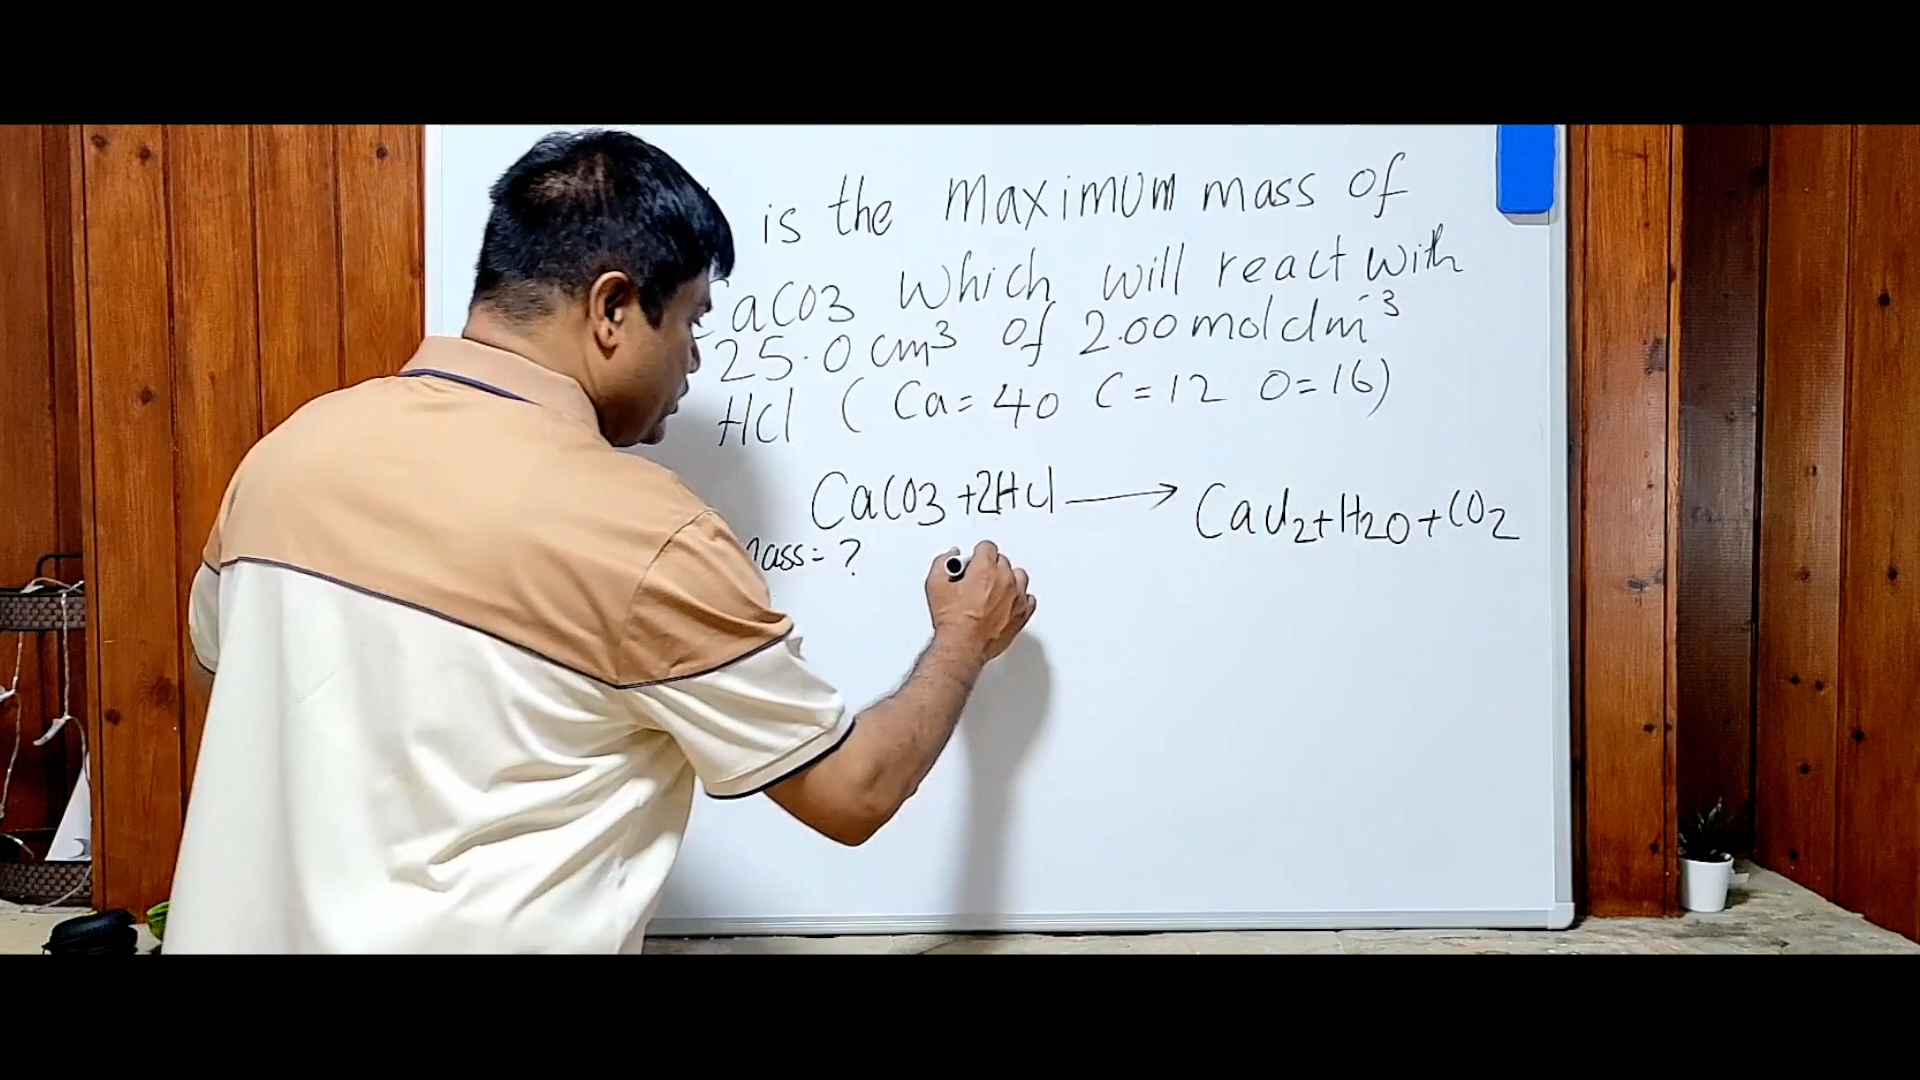 is the maximum mass of
CaCO3 which will react with
25.0 cm³ of 2.00 mol dm⁻³
HCl ( Ca = 40 C = 12 O = 16)
CaCO3 + 2HCl ⟶ CaCl2 + H2O + CO2
Mass = ?